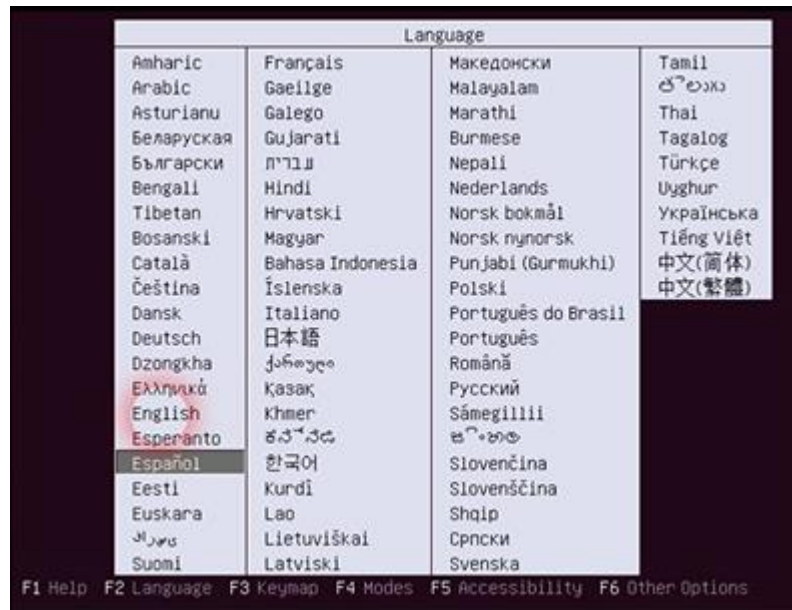 Language
Amharic
Arabic
Asturianu
Беларуская
Български
Bengali
Tibetan
Bosanski
Català
Čeština
Dansk
Deutsch
Dzongkha
Ελληνικά
English
Esperanto
Español
Eesti
Euskara
Suomi
Français
Gaeilge
Galego
Gujarati
עברית
Hindi
Hrvatski
Magyar
Bahasa Indonesia
Íslenska
Italiano
日本語
ქართული
Қазақ
Khmer
한국어
Kurdî
Lao
Lietuviškai
Latviski
Македонски
Malayalam
Marathi
Burmese
Nepali
Nederlands
Norsk bokmål
Norsk nynorsk
Punjabi (Gurmukhi)
Polski
Português do Brasil
Português
Română
Русский
Sámegillii
Slovenčina
Slovenščina
Shqip
Српски
Svenska
Tamil
Thai
Tagalog
Türkçe
Uyghur
Українська
Tiếng Việt
中文(简体)
中文(繁體)
F1 Help F2 Language F3 Keymap F4 Modes F5 Accessibility F6 Other Options